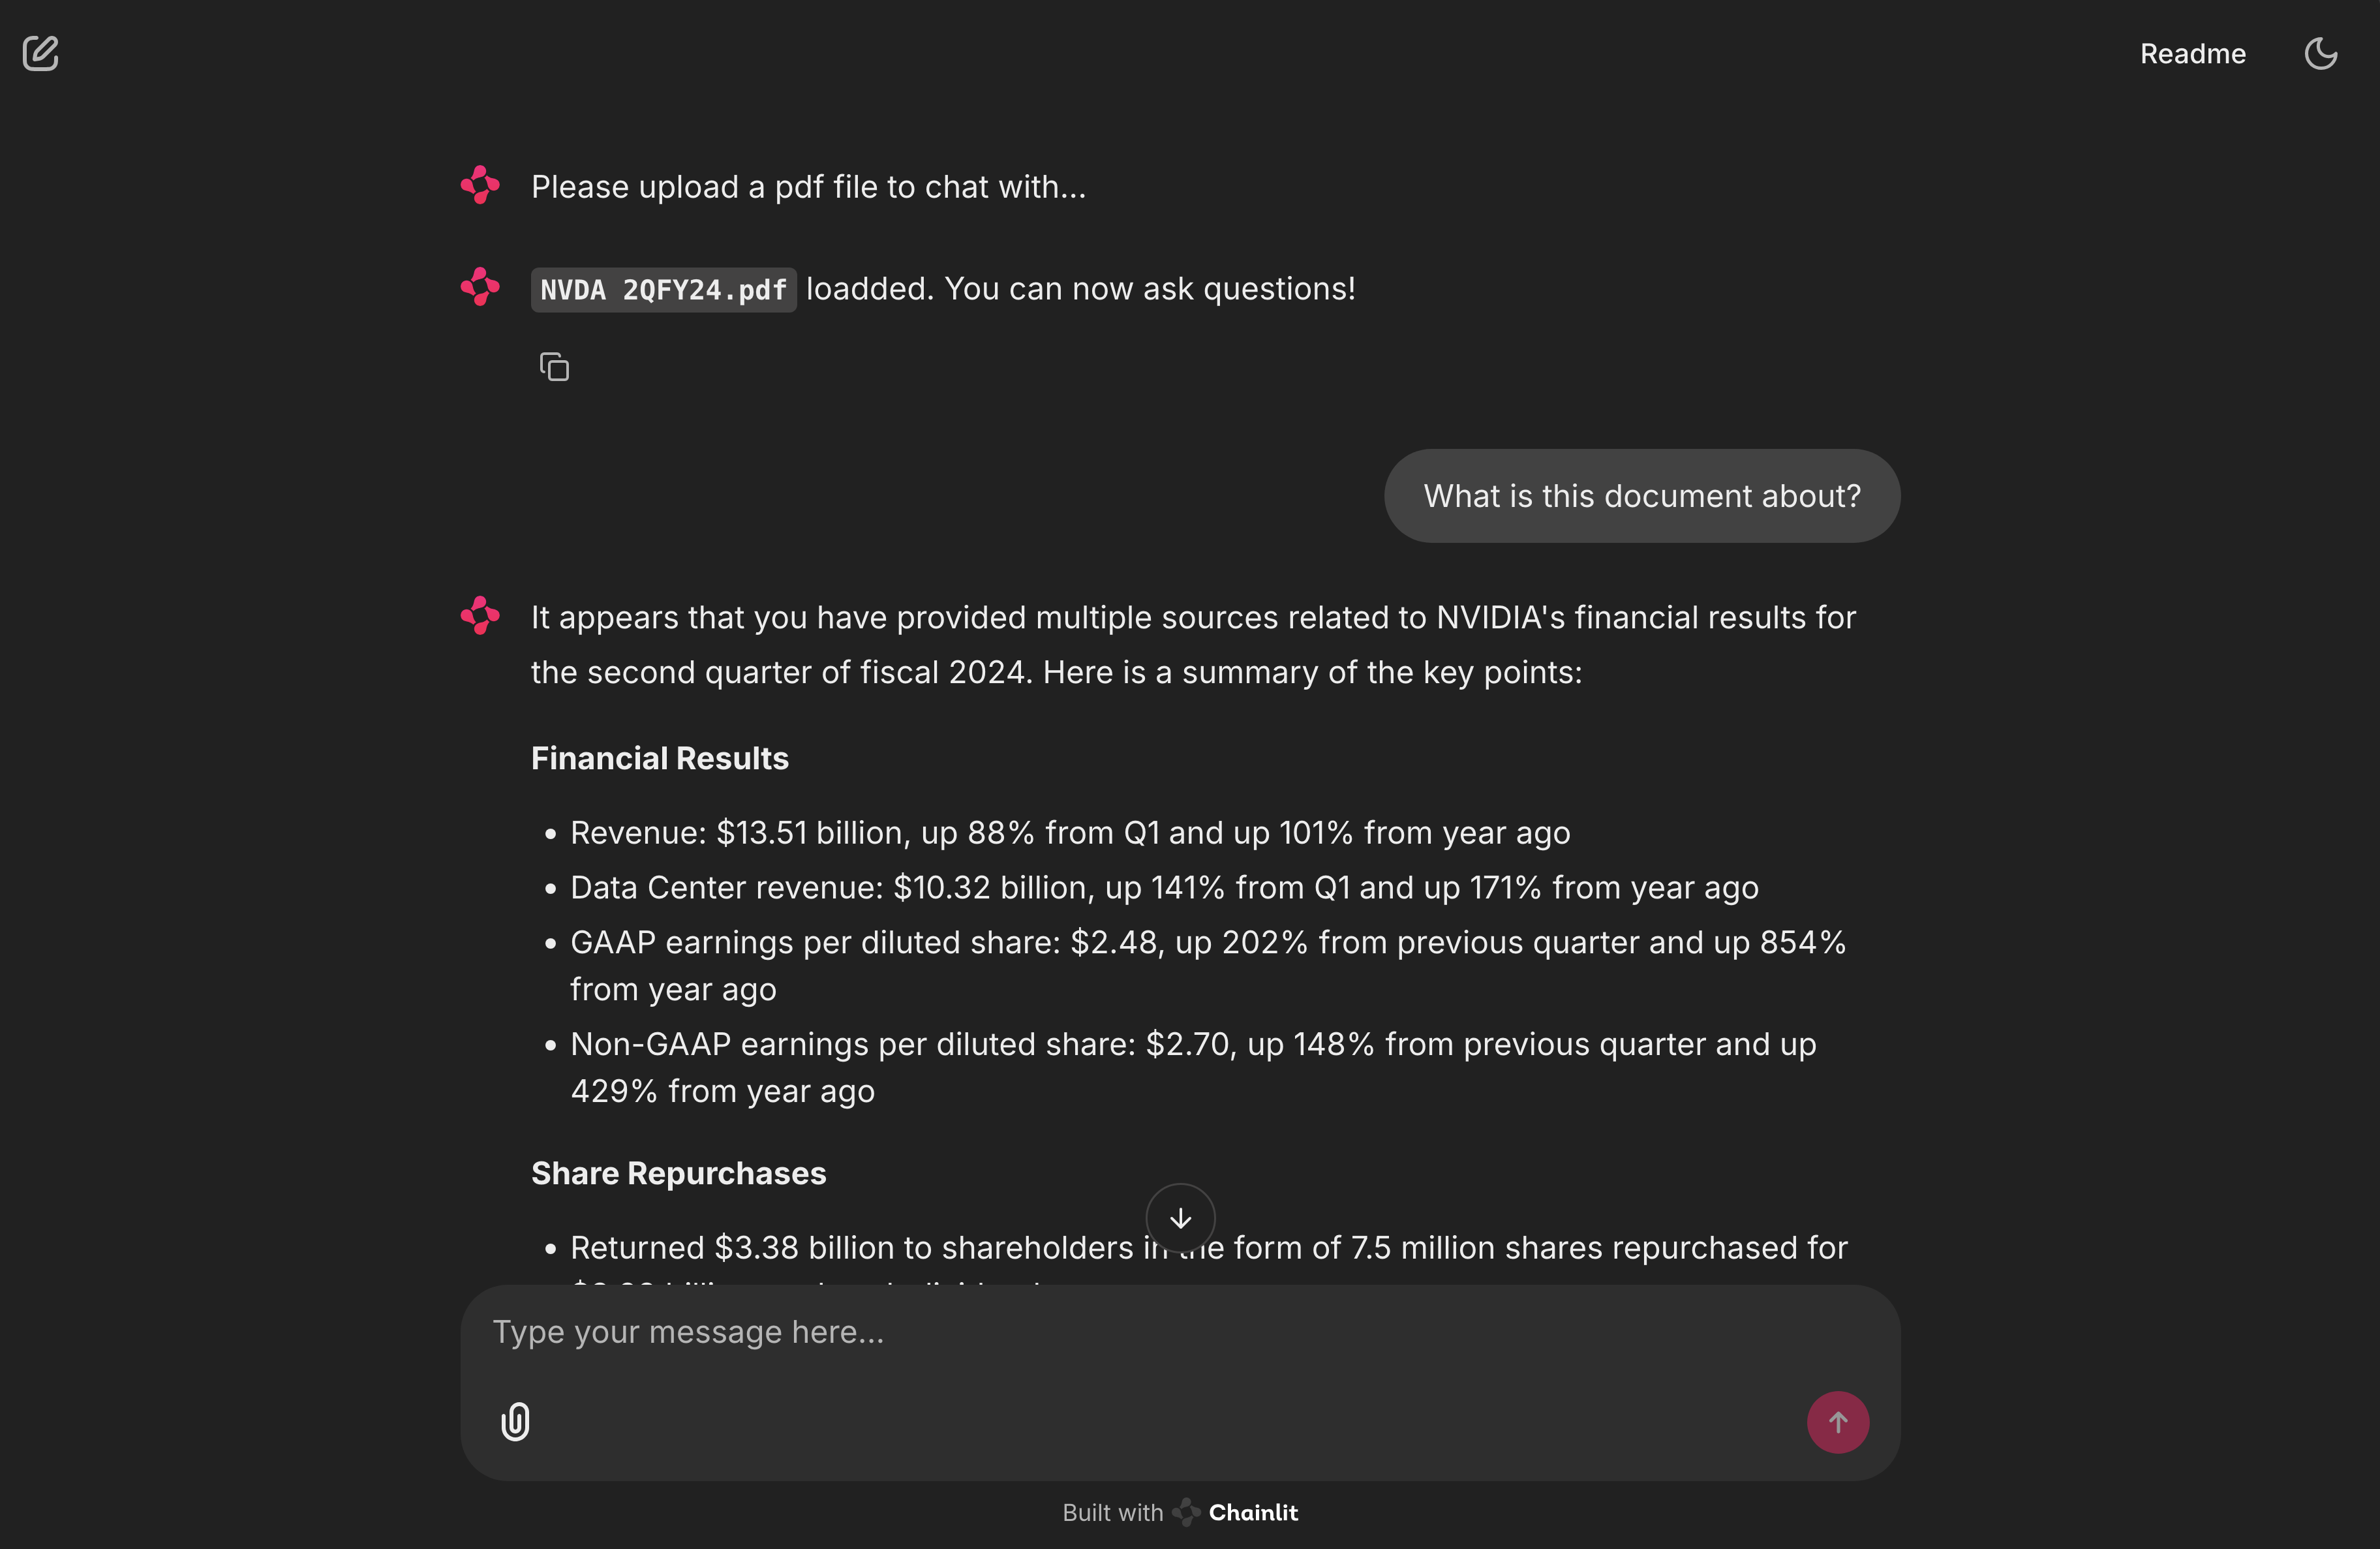 Readme
Please upload a pdf file to chat with...
NVDA 2QFY24.pdf loadded. You can now ask questions!
What is this document about?
It appears that you have provided multiple sources related to NVIDIA's financial results for
the second quarter of fiscal 2024. Here is a summary of the key points:
Financial Results
• Revenue: $13.51 billion, up 88% from Q1 and up 101% from year ago
• Data Center revenue: $10.32 billion, up 141% from Q1 and up 171% from year ago
• GAAP earnings per diluted share: $2.48, up 202% from previous quarter and up 854%
from year ago
• Non-GAAP earnings per diluted share: $2.70, up 148% from previous quarter and up
429% from year ago
Share Repurchases
• Returned $3.38 billion to shareholders in the form of 7.5 million shares repurchased for
Type your message here...
Built with Chainlit